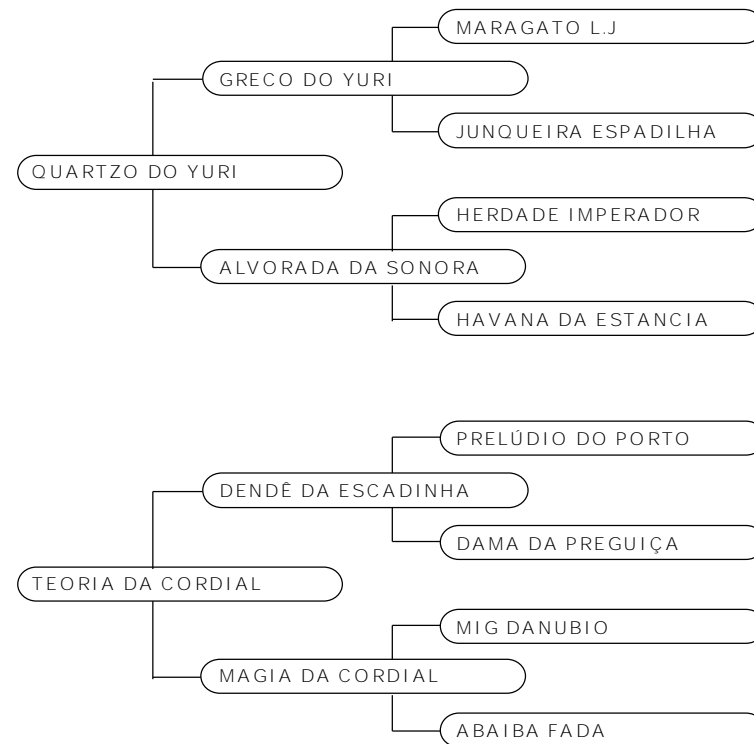 MARAGATO L.J
GRECO DO YURI
JUNQUEIRA ESPADILHA
QUARTZO DO YURI
HERDADE IMPERADOR
ALVORADA DA SONORA
HAVANA DA ESTANCIA
PRELÚDIO DO PORTO
DENDÊ DA ESCADINHA
DAMA DA PREGUIÇA
TEORIA DA CORDIAL
MIG DANUBIO
MAGIA DA CORDIAL
ABAIBA FADA